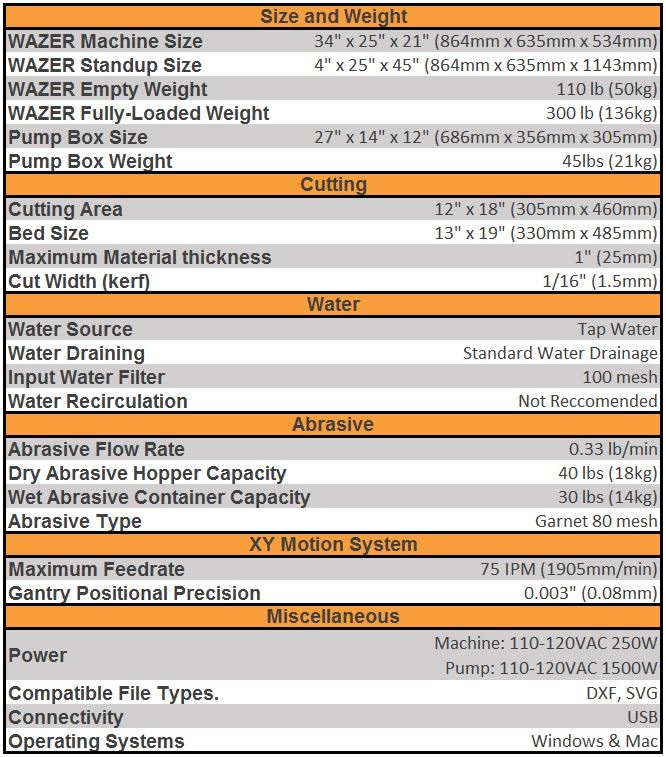 Size and Weight
WAZER Machine Size 34" x 25" x 21" (864mm x 635mm x 534mm)
WAZER Standup Size 4" x 25" x 45" (864mm x 635mm x 1143mm)
WAZER Empty Weight 110 lb (50kg)
WAZER Fully-Loaded Weight 300 lb (136kg)
Pump Box Size 27" x 14" x 12" (686mm x 356mm x 305mm)
Pump Box Weight 45lbs (21kg)
Cutting
Cutting Area 12" x 18" (305mm x 460mm)
Bed Size 13" x 19" (330mm x 485mm)
Maximum Material thickness 1" (25mm)
Cut Width (kerf) 1/16" (1.5mm)
Water
Water Source Tap Water
Water Draining Standard Water Drainage
Input Water Filter 100 mesh
Water Recirculation Not Reccomended
Abrasive
Abrasive Flow Rate 0.33 lb/min
Dry Abrasive Hopper Capacity 40 lbs (18kg)
Wet Abrasive Container Capacity 30 lbs (14kg)
Abrasive Type Garnet 80 mesh
XY Motion System
Maximum Feedrate 75 IPM (1905mm/min)
Gantry Positional Precision 0.003" (0.08mm)
Miscellaneous
Power Machine: 110-120VAC 250W
Pump: 110-120VAC 1500W
Compatible File Types. DXF, SVG
Connectivity USB
Operating Systems Windows & Mac